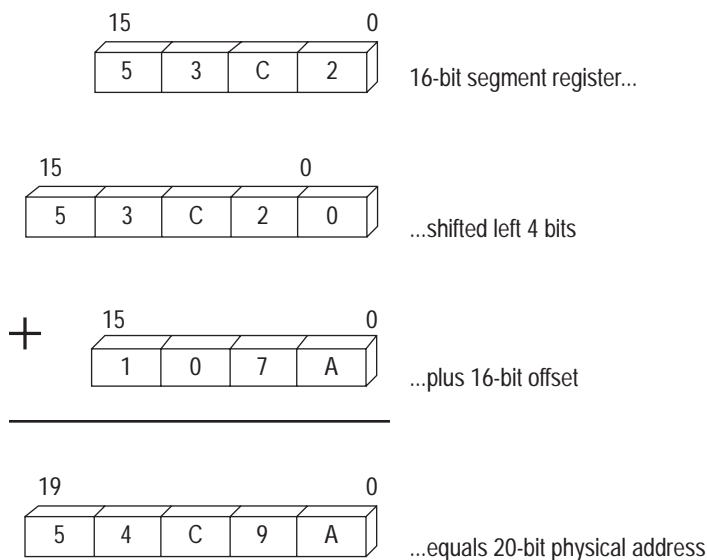 15 0
5 3 C 2 16-bit segment register...
15 0
5 3 C 2 0 ...shifted left 4 bits
+ 15 0
1 0 7 A ...plus 16-bit offset
19 0
5 4 C 9 A ...equals 20-bit physical address